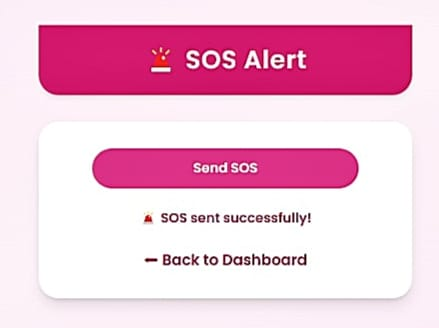 🚨 SOS Alert
Send SOS
🚨 SOS sent successfully!
⬅ Back to Dashboard